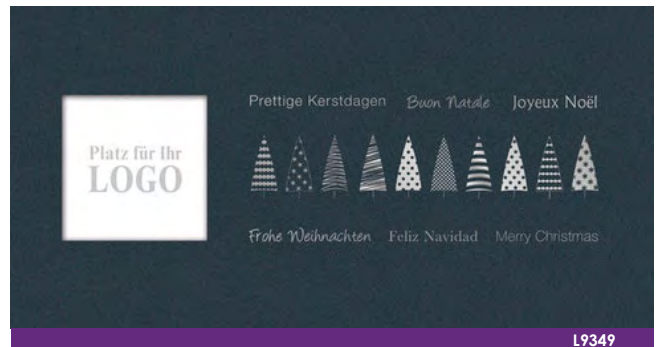 Prettige Kerstdagen Buon Natale Joyeux Noël
Platz für Ihr
LOGO
Frohe Weihnachten Feliz Navidad Merry Christmas
L9349